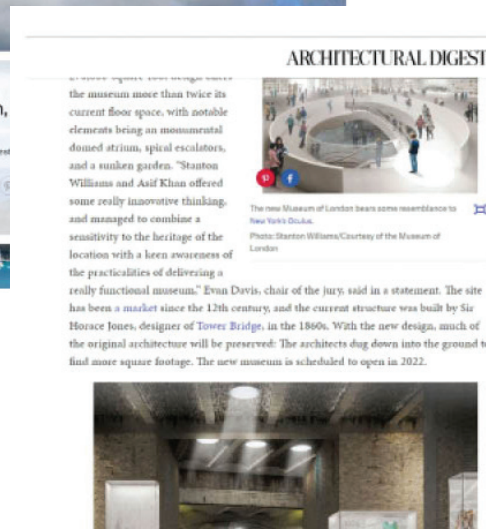 ARCHITECTURAL DIGEST
the museum more than twice its
current floor space, with notable
elements being an monumental
domed atrium, spiral escalators,
and a sunken garden. "Stanton
Williams and Asif Khan offered
some really innovative thinking,
and managed to combine a
sensitivity to the heritage of the
location with a keen awareness of
the practicalities of delivering a
really functional museum," Evan Davis, chair of the jury, said in a statement. The site
has been a market since the 12th century, and the current structure was built by Sir
Horace Jones, designer of Tower Bridge, in the 1860s. With the new design, much of
the original architecture will be preserved: The architects dug down into the ground to
find more square footage. The new museum is scheduled to open in 2022.
The new Museum of London bears some resemblance to
New York's Oculus.
Photo: Stanton Williams/Courtesy of the Museum of
London